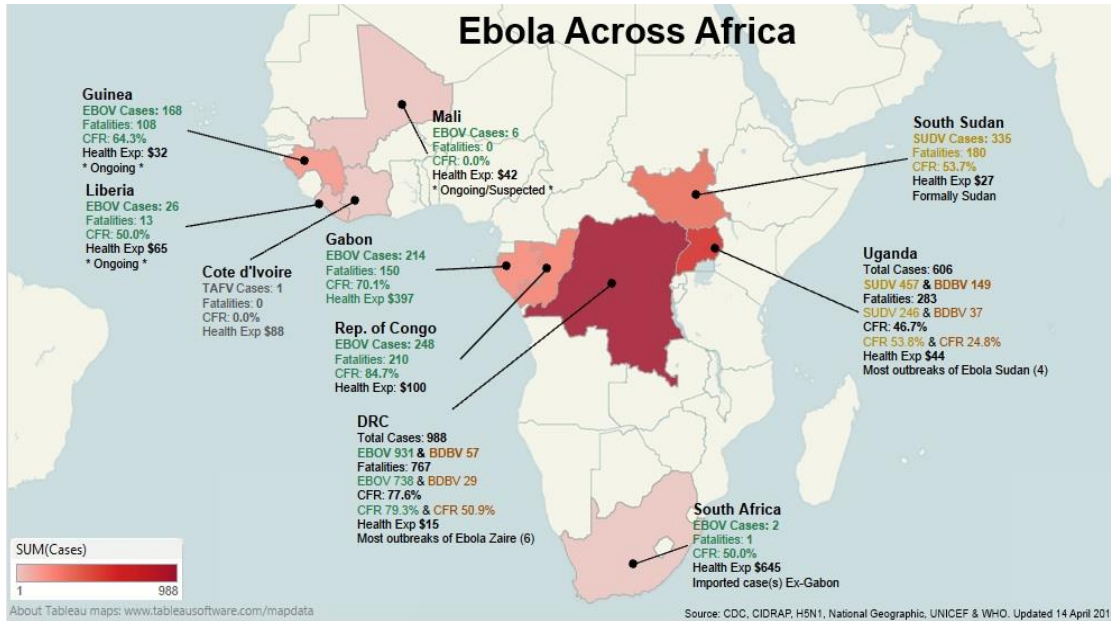 Ebola Across Africa
Guinea
EBOV Cases: 168
Fatalities: 108
CFR: 64.3%
Health Exp: $32
* Ongoing *
Liberia
EBOV Cases: 26
Fatalities: 13
CFR: 50.0%
Health Exp: $65
* Ongoing *
Cote d'Ivoire
TAFV Cases: 1
Fatalities: 0
CFR: 0.0%
Health Exp $88
Mali
EBOV Cases: 6
Fatalities: 0
CFR: 0.0%
Health Exp: $42
* Ongoing/Suspected *
Gabon
EBOV Cases: 214
Fatalities: 150
CFR: 70.1%
Health Exp $397
Rep. of Congo
EBOV Cases: 248
Fatalities: 210
CFR: 84.7%
Health Exp: $100
DRC
Total Cases: 988
EBOV 931 & BDBV 57
Fatalities: 767
EBOV 738 & BDBV 29
CFR: 77.6%
CFR 79.3% & CFR 50.9%
Health Exp $15
Most outbreaks of Ebola Zaire (6)
South Sudan
SUDV Cases: 335
Fatalities: 180
CFR: 53.7%
Health Exp $27
Formally Sudan
Uganda
Total Cases: 606
SUDV 457 & BDBV 149
Fatalities: 283
SUDV 246 & BDBV 37
CFR: 46.7%
CFR 53.8% & CFR 24.8%
Health Exp $44
Most outbreaks of Ebola Sudan (4)
South Africa
EBOV Cases: 2
Fatalities: 1
CFR: 50.0%
Health Exp $645
Imported case(s) Ex-Gabon
SUM(Cases)
1 988
About Tableau maps: www.tableausoftware.com/mapdata
Source: CDC, CIDRAP, H5N1, National Geographic, UNICEF & WHO. Updated 14 April 201